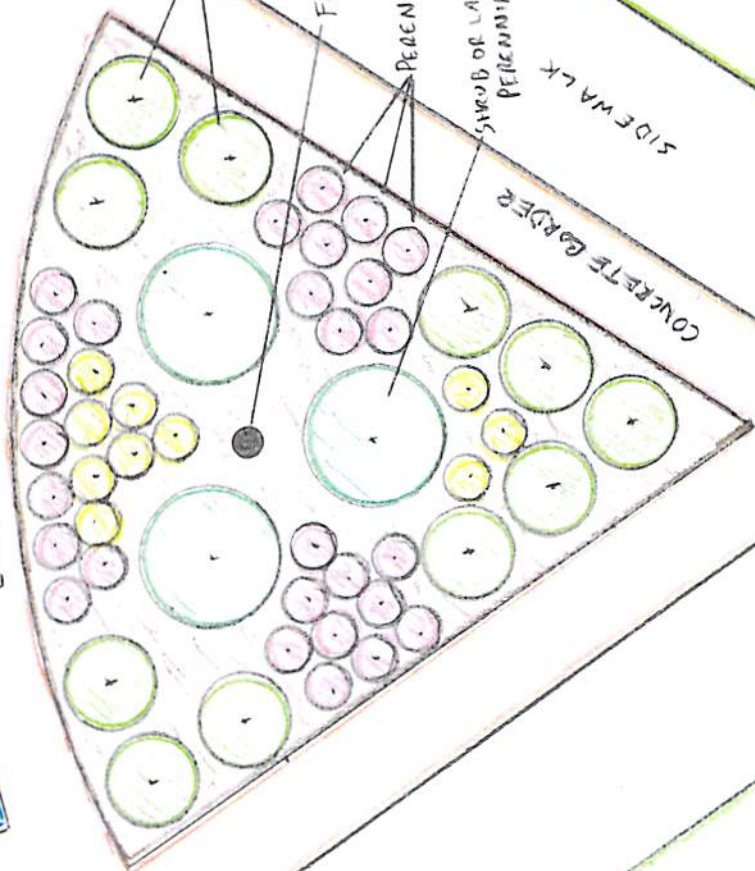 F
PEREN
SHRUB OR LA
PERENNI
SIDEWALK
CONCRETE BORDER